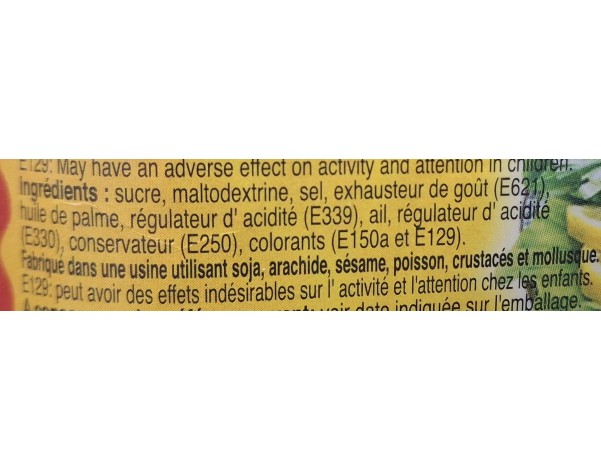 E129: May have an adverse effect on activity and attention in children.
Ingrédients : sucre, maltodextrine, sel, exhausteur de goût (E621),
huile de palme, régulateur d' acidité (E339), ail, régulateur d' acidité
(E330), conservateur (E250), colorants (E150a et E129).
Fabriqué dans une usine utilisant soja, arachide, sésame, poisson, crustacés et mollusque.
E129: peut avoir des effets indésirables sur l' activité et l'attention chez les enfants.
voir date indiquée sur l'emballage.